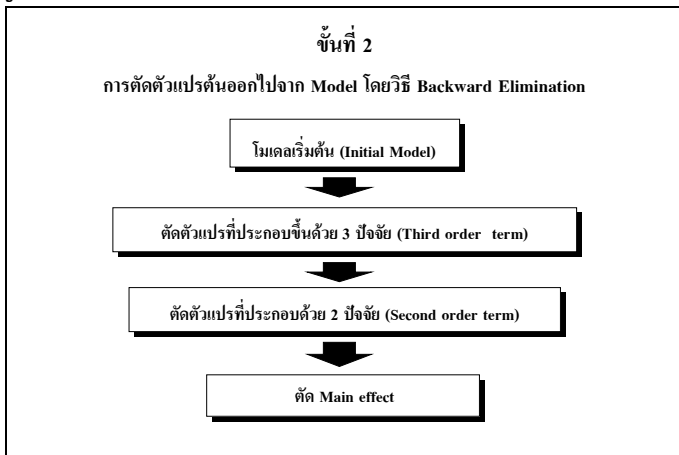 ขั้นที่ 2
การตัดตัวแปรต้นออกไปจาก Model โดยวิธี Backward Elimination
โมเดลเริ่มต้น (Initial Model)
ตัดตัวแปรที่ประกอบขึ้นด้วย 3 ปัจจัย (Third order term)
ตัดตัวแปรที่ประกอบด้วย 2 ปัจจัย (Second order term)
ตัด Main effect